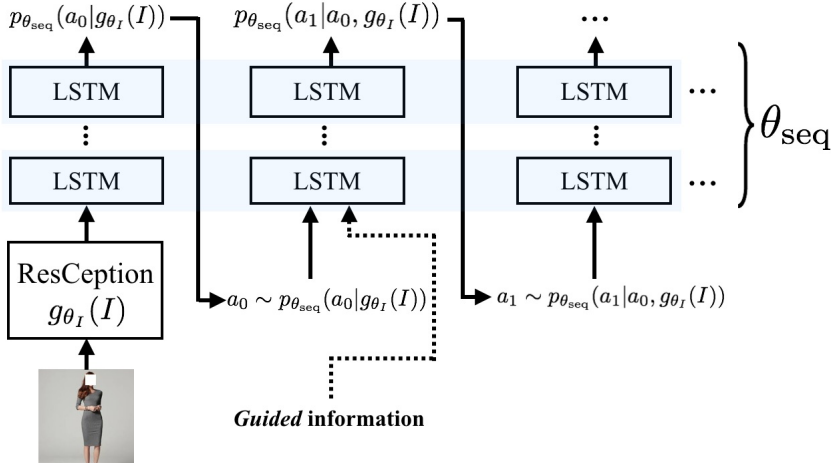 p_{θ_seq}(a_0|g_{θ_I}(I))
p_{θ_seq}(a_1|a_0, g_{θ_I}(I))
...
LSTM
LSTM
LSTM
...
⋮
⋮
⋮
θ_seq
LSTM
LSTM
LSTM
...
ResCeption
g_{θ_I}(I)
a_0 ∼ p_{θ_seq}(a_0|g_{θ_I}(I))
a_1 ∼ p_{θ_seq}(a_1|a_0, g_{θ_I}(I))
Guided information